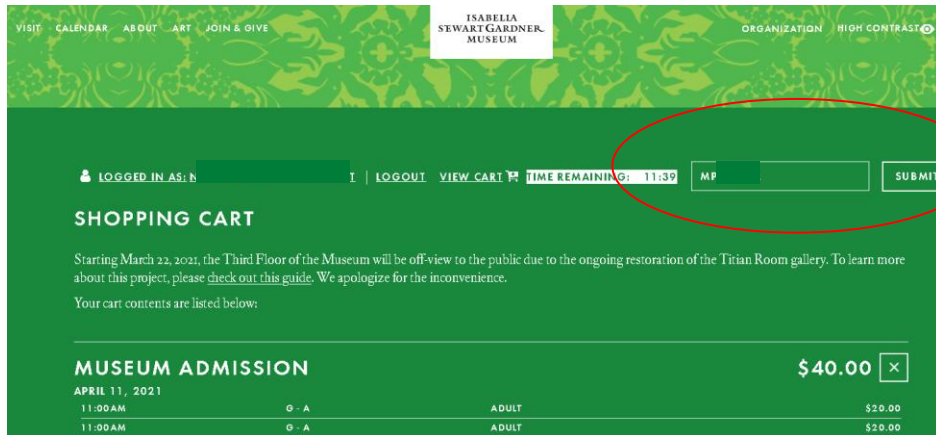 VISIT CALENDAR ABOUT ART JOIN & GIVE
ISABELLA
STEWART GARDNER
MUSEUM
ORGANIZATION HIGH CONTRAST
LOGGED IN AS: N T | LOGOUT VIEW CART TIME REMAINING: 11:39 MP SUBMIT
SHOPPING CART
Starting March 22, 2021, the Third Floor of the Museum will be off-view to the public due to the ongoing restoration of the Titian Room gallery. To learn more
about this project, please check out this guide. We apologize for the inconvenience.
Your cart contents are listed below:
MUSEUM ADMISSION $40.00 ×
APRIL 11, 2021
11:00AM G - A ADULT $20.00
11:00AM G - A ADULT $20.00